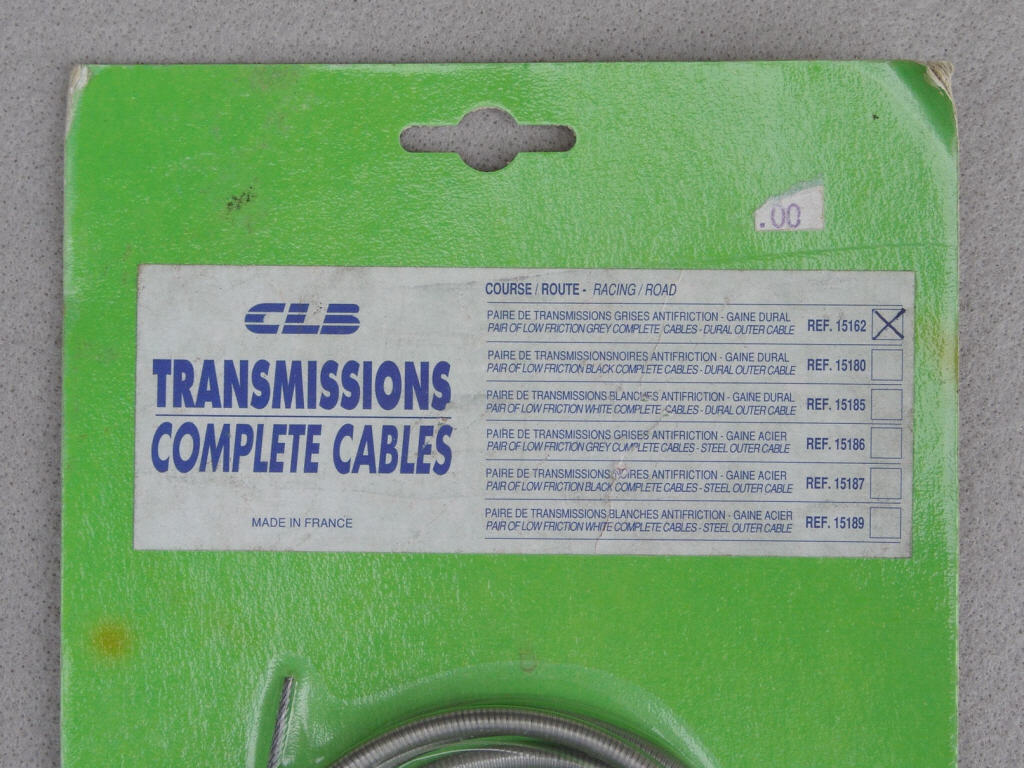 .00
CLB
TRANSMISSIONS
COMPLETE CABLES
MADE IN FRANCE
COURSE / ROUTE - RACING / ROAD
PAIRE DE TRANSMISSIONS GRISES ANTIFRICTION - GAINE DURAL
PAIR OF LOW FRICTION GREY COMPLETE CABLES - DURAL OUTER CABLE
REF. 15162
PAIRE DE TRANSMISSIONSNOIRES ANTIFRICTION - GAINE DURAL
PAIR OF LOW FRICTION BLACK COMPLETE CABLES - DURAL OUTER CABLE
REF. 15180
PAIRE DE TRANSMISSIONS BLANCHES ANTIFRICTION - GAINE DURAL
PAIR OF LOW FRICTION WHITE COMPLETE CABLES - DURAL OUTER CABLE
REF. 15185
PAIRE DE TRANSMISSIONS GRISES ANTIFRICTION - GAINE ACIER
PAIR OF LOW FRICTION GREY COMPLETE CABLES - STEEL OUTER CABLE
REF. 15186
PAIRE DE TRANSMISSIONS NOIRES ANTIFRICTION - GAINE ACIER
PAIR OF LOW FRICTION BLACK COMPLETE CABLES - STEEL OUTER CABLE
REF. 15187
PAIRE DE TRANSMISSIONS BLANCHES ANTIFRICTION - GAINE ACIER
PAIR OF LOW FRICTION WHITE COMPLETE CABLES - STEEL OUTER CABLE
REF. 15189